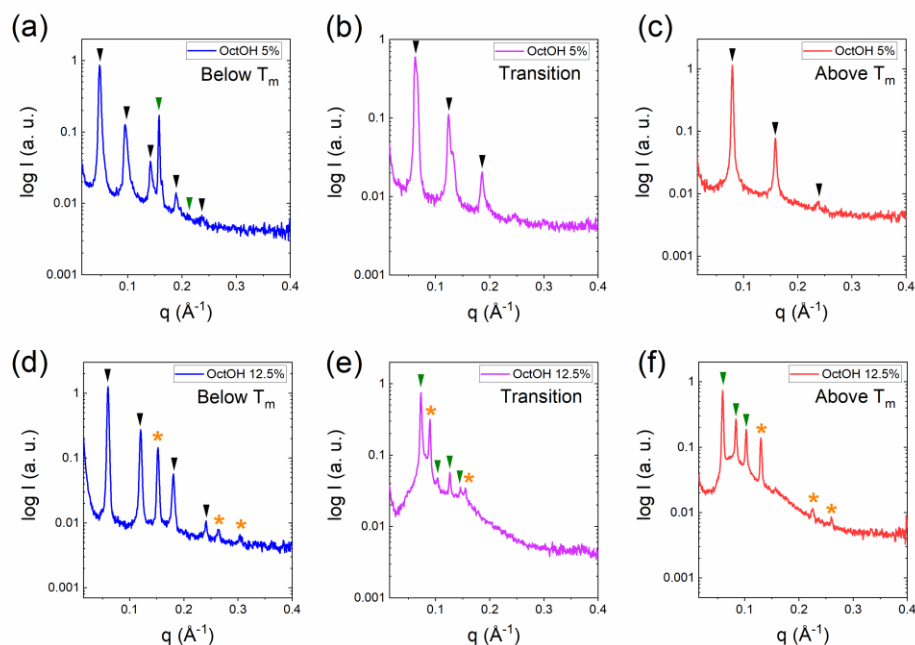 (a)
OctOH 5%
Below Tm
1
0.1
0.01
0.001
log I (a. u.)
0.1 0.2 0.3 0.4
q (Å⁻¹)
(b)
OctOH 5%
Transition
1
0.1
0.01
0.001
log I (a. u.)
0.1 0.2 0.3 0.4
q (Å⁻¹)
(c)
OctOH 5%
Above Tm
1
0.1
0.01
0.001
log I (a. u.)
0.1 0.2 0.3 0.4
q (Å⁻¹)
(d)
OctOH 12.5%
Below Tm
1
0.1
0.01
0.001
log I (a. u.)
* * *
0.1 0.2 0.3 0.4
q (Å⁻¹)
(e)
OctOH 12.5%
Transition
1
0.1
0.01
0.001
log I (a. u.)
* *
0.1 0.2 0.3 0.4
q (Å⁻¹)
(f)
OctOH 12.5%
Above Tm
1
0.1
0.01
0.001
log I (a. u.)
* * *
0.1 0.2 0.3 0.4
q (Å⁻¹)